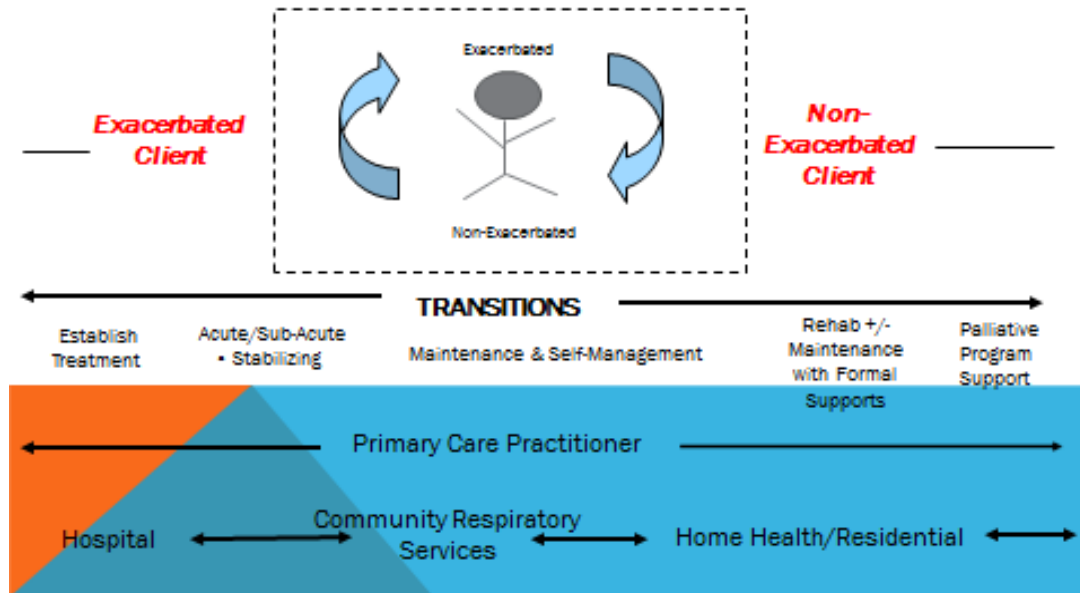 Exacerbated
Exacerbated
Client
Non-
Exacerbated
Client
Non-Exacerbated
TRANSITIONS
Establish
Treatment
Acute/Sub-Acute
• Stabilizing
Maintenance & Self-Management
Rehab +/-
Maintenance
with Formal
Supports
Palliative
Program
Support
Primary Care Practitioner
Hospital
Community Respiratory
Services
Home Health/Residential